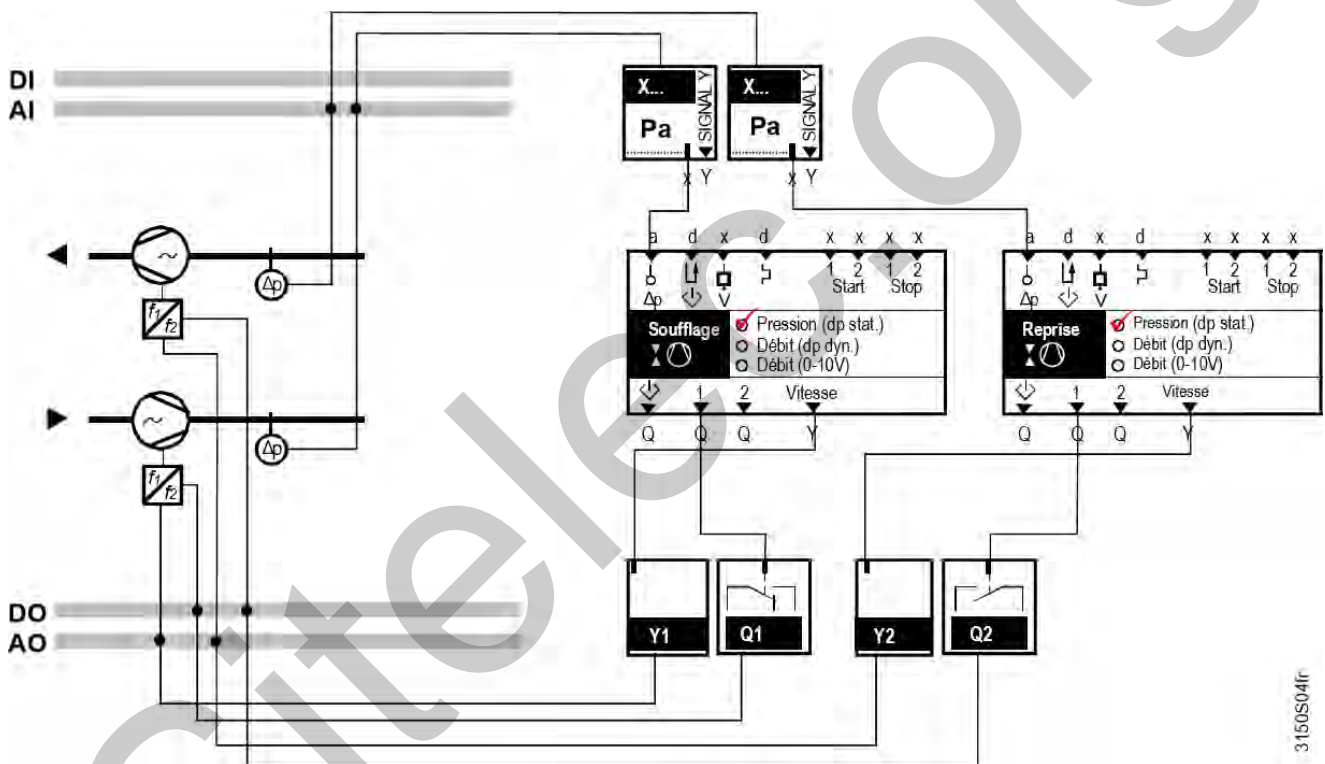 DI
AI
X...
Pa
SIGNAL Y
X...
Pa
SIGNAL Y
x Y
x Y
a d x d x x x x
1 2 1 2
Start Stop
Δp V
Soufflage
Pression (dp stat.)
Débit (dp dyn.)
Débit (0-10V)
1 2 Vitesse
Q Q Q Y
a d x d x x x x
1 2 1 2
Start Stop
Δp V
Reprise
Pression (dp stat.)
Débit (dp dyn.)
Débit (0-10V)
1 2 Vitesse
Q Q Q Y
~
Δp
f1
f2
~
Δp
f1
f2
DO
AO
Y1
Q1
Y2
Q2
3150S04fr
Citelec.org